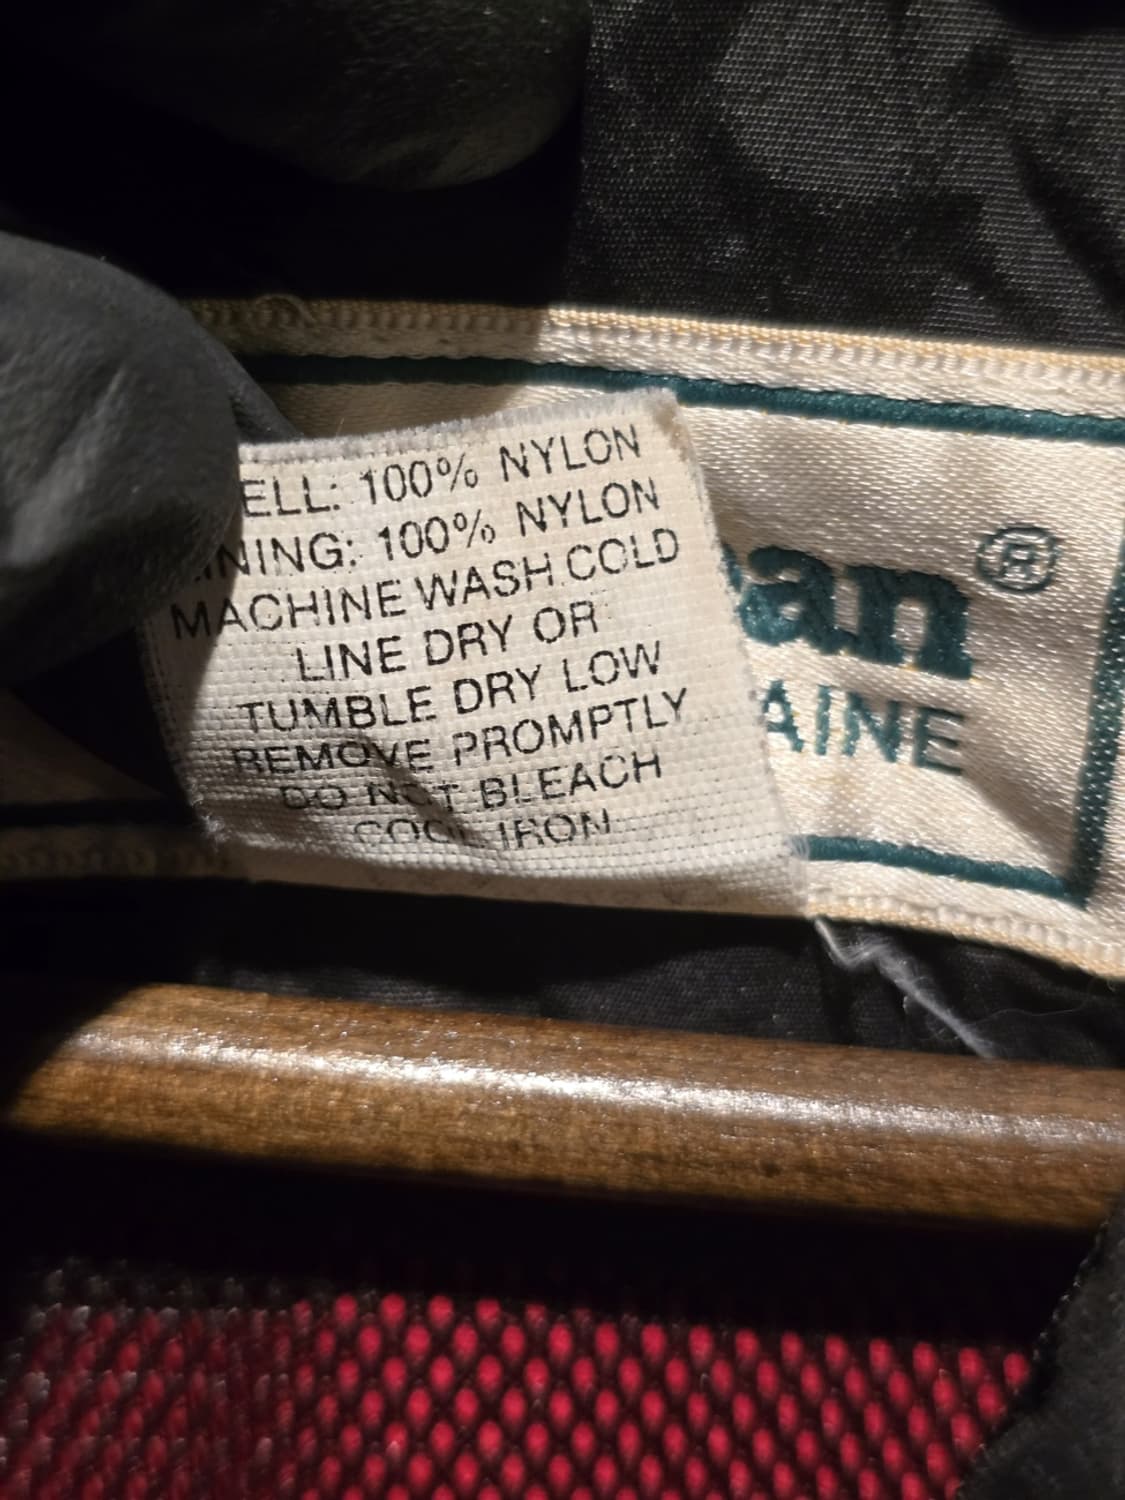 ELL: 100% NYLON
NING: 100% NYLON
MACHINE WASH COLD
LINE DRY OR
TUMBLE DRY LOW
REMOVE PROMPTLY
DO NOT BLEACH
COOL IRON
ean®
AINE